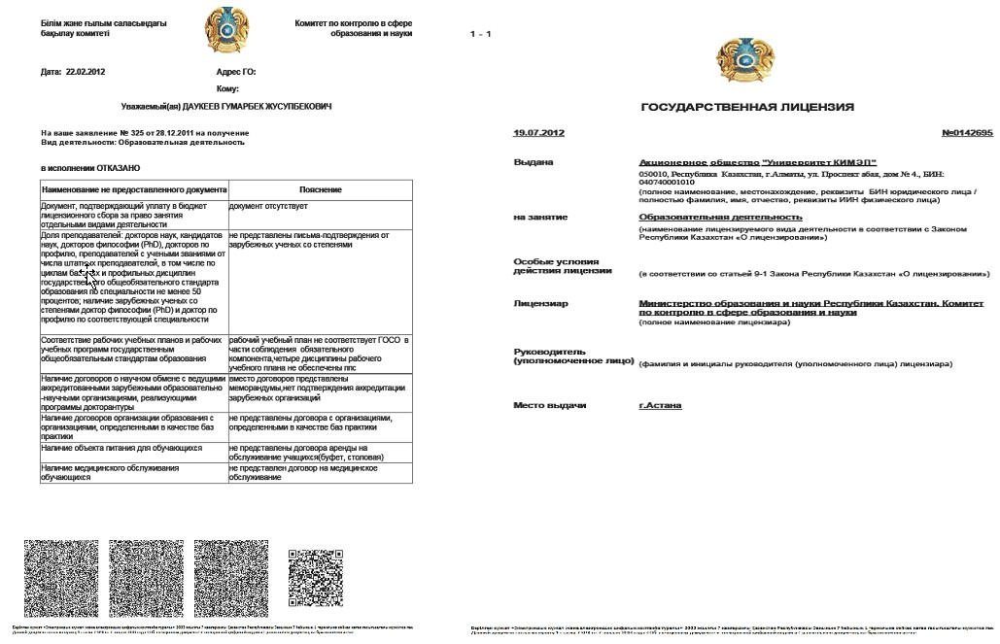 Білім және ғылым саласындағы
бақылау комитеті
Комитет по контролю в сфере
образования и науки
Дата: 22.02.2012
Адрес ГО:
Кому:
Уважаемый(ая) ДАУКЕЕВ ГУМАРБЕК ЖУСУПБЕКОВИЧ
На ваше заявление № 325 от 28.12.2011 на получение
Вид деятельности: Образовательная деятельность
в исполнении ОТКАЗАНО
Наименование не предоставленного документа
Пояснение
Документ, подтверждающий уплату в бюджет
лицензионного сбора за право занятия
отдельными видами деятельности
документ отсутствует
Доля преподавателей: докторов наук, кандидатов
наук, докторов философии (PhD), докторов по
профилю, преподавателей с учеными званиями от
числа штатных преподавателей, в том числе по
циклам и профильных дисциплин
общеобязательного стандарта
образования по специальности не менее 50
процентов; наличие зарубежных ученых со
степенями доктор философии (PhD) и доктор по
профилю по соответствующей специальности
не представлены письма-подтверждения от
зарубежных ученых со степенями
Соответствие рабочих учебных планов и рабочих
учебных программ государственным
общеобязательным стандартам образования
рабочий учебный план не соответствует ГОСО в
части соблюдения обязательного
компонента,четыре дисциплины рабочего
учебного плана не обеспечены ппс
Наличие договоров о научном обмене с ведущими
аккредитованными зарубежными образовательно
-научными организациями, реализующими
программы докторантуры
вместо договоров представлены
меморандумы,нет подтверждения аккредитации
зарубежных организаций
Наличие договоров организации образования с
организациями, определенными в качестве баз
практики
не представлены договора с организациями,
определенными в качестве баз практики
Наличие объекта питания для обучающихся
не представлены договора аренды на
обслуживание учащихся(буфет, столовая)
Наличие медицинского обслуживания
обучающихся
не представлен договор на медицинское
обслуживание
1 - 1
ГОСУДАРСТВЕННАЯ ЛИЦЕНЗИЯ
19.07.2012
№0142695
Выдана
Акционерное общество "Университет КИМЭП"
050010, Республика Казахстан, г.Алматы, ул. Проспект абая, дом № 4., БИН:
040740001010
(полное наименование, местонахождение, реквизиты БИН юридического лица /
полностью фамилия, имя, отчество, реквизиты ИИН физического лица)
на занятие
Образовательная деятельность
(наименование лицензируемого вида деятельности в соответствии с Законом
Республики Казахстан «О лицензировании»)
Особые условия
действия лицензии
(в соответствии со статьей 9-1 Закона Республики Казахстан «О лицензировании»)
Лицензиар
Министерство образования и науки Республики Казахстан. Комитет
по контролю в сфере образования и науки
(полное наименование лицензиара)
Руководитель
(уполномоченное лицо)
(фамилия и инициалы руководителя (уполномоченного лица) лицензиара)
Место выдачи
г.Астана